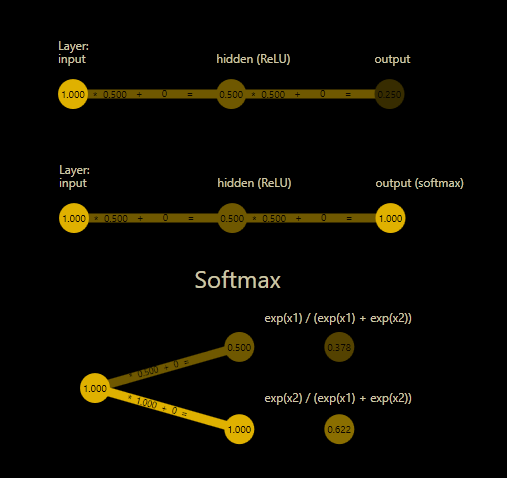 Layer:
input hidden (ReLU) output
1.000 * 0.500 + 0 = 0.500 * 0.500 + 0 = 0.250
Layer:
input hidden (ReLU) output (softmax)
1.000 * 0.500 + 0 = 0.500 * 0.500 + 0 = 1.000
Softmax
exp(x1) / (exp(x1) + exp(x2))
0.500 0.378
* 0.500 + 0 =
1.000
* 1.000 + 0 =
exp(x2) / (exp(x1) + exp(x2))
1.000 0.622